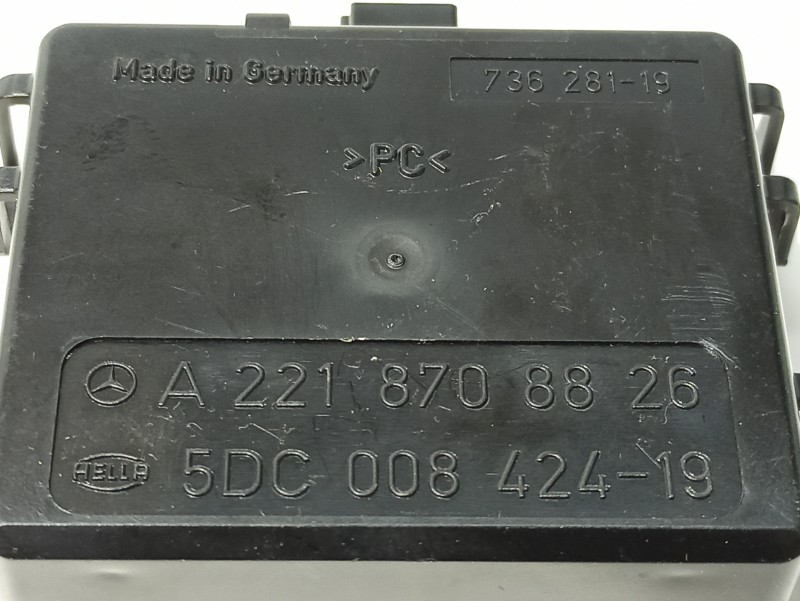 Made in Germany
736 281-19
>PC<
A 221 870 88 26
HELLA
5DC 008 424-19